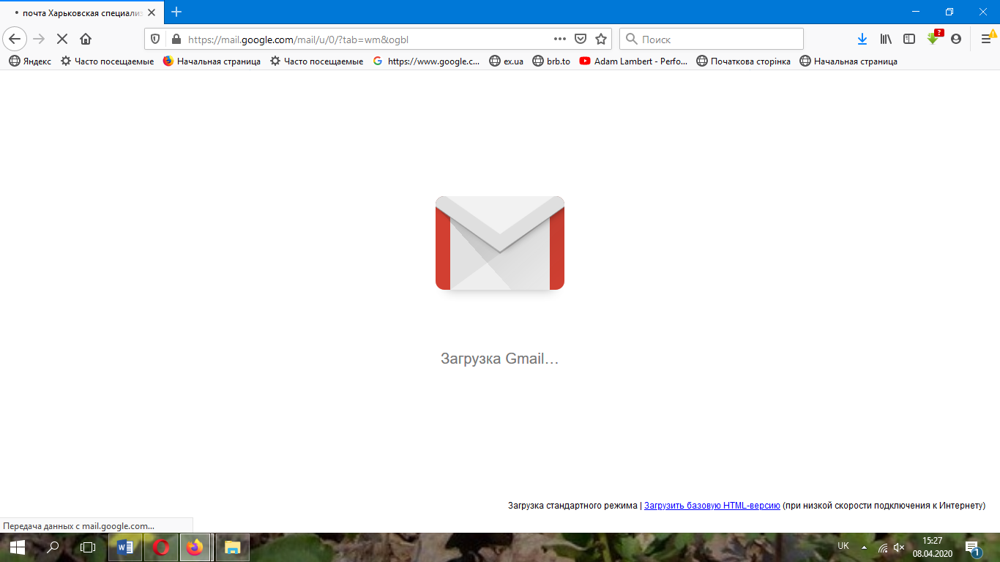 почта Харьковская специализ
https://mail.google.com/mail/u/0/?tab=wm&ogbl
Поиск
Яндекс
Часто посещаемые
Начальная страница
Часто посещаемые
https://www.google.c...
ex.ua
brb.to
Adam Lambert - Perfo...
Початкова сторінка
Начальная страница
Загрузка Gmail…
Загрузка стандартного режима | Загрузить базовую HTML-версию (при низкой скорости подключения к Интернету)
Передача данных с mail.google.com...
UK
15:27
08.04.2020
1